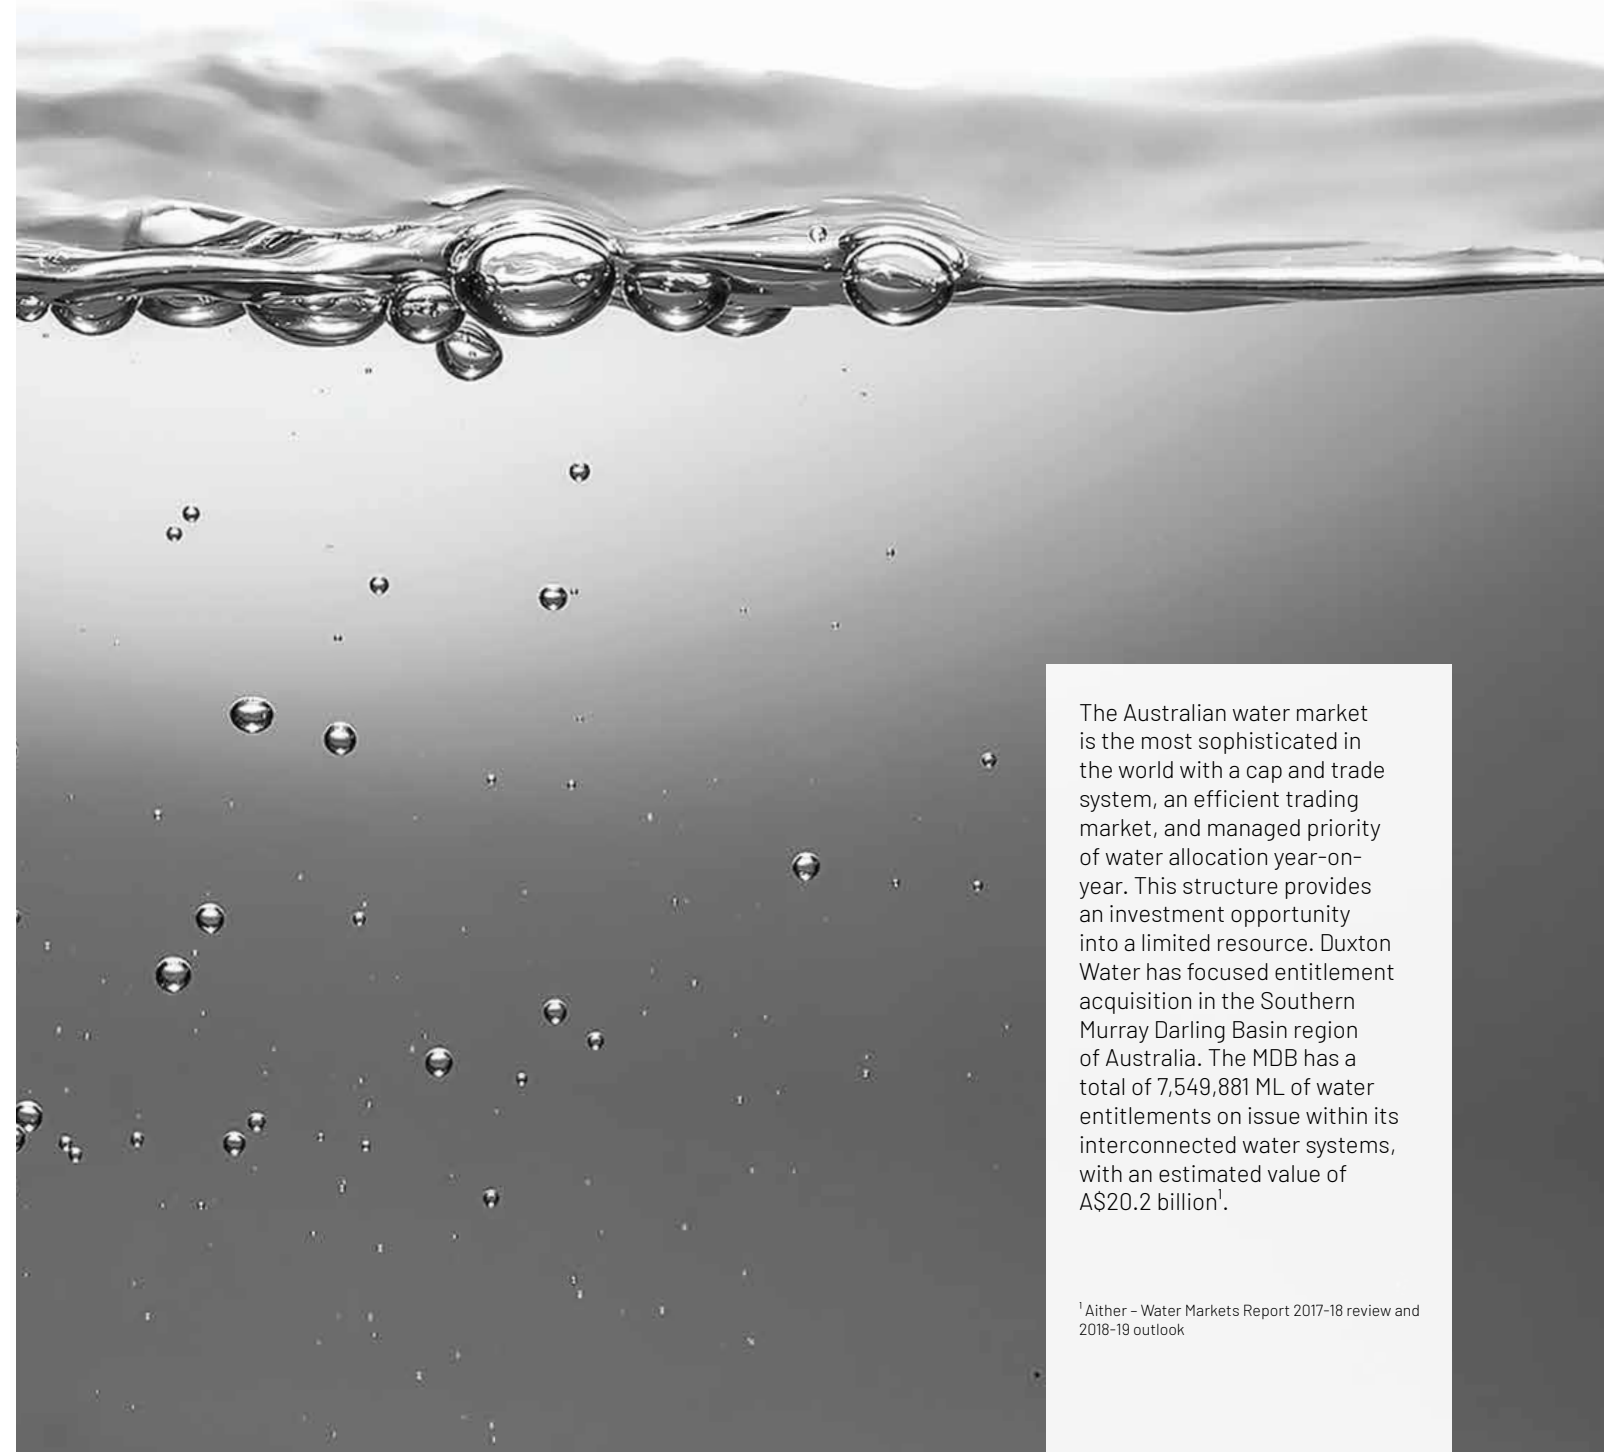 The Australian water market
is the most sophisticated in
the world with a cap and trade
system, an efficient trading
market, and managed priority
of water allocation year-on-
year. This structure provides
an investment opportunity
into a limited resource. Duxton
Water has focused entitlement
acquisition in the Southern
Murray Darling Basin region
of Australia. The MDB has a
total of 7,549,881 ML of water
entitlements on issue within its
interconnected water systems,
with an estimated value of
A$20.2 billion¹.
¹ Aither – Water Markets Report 2017-18 review and
2018-19 outlook